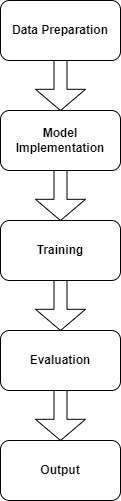 Data Preparation
Model
Implementation
Training
Evaluation
Output